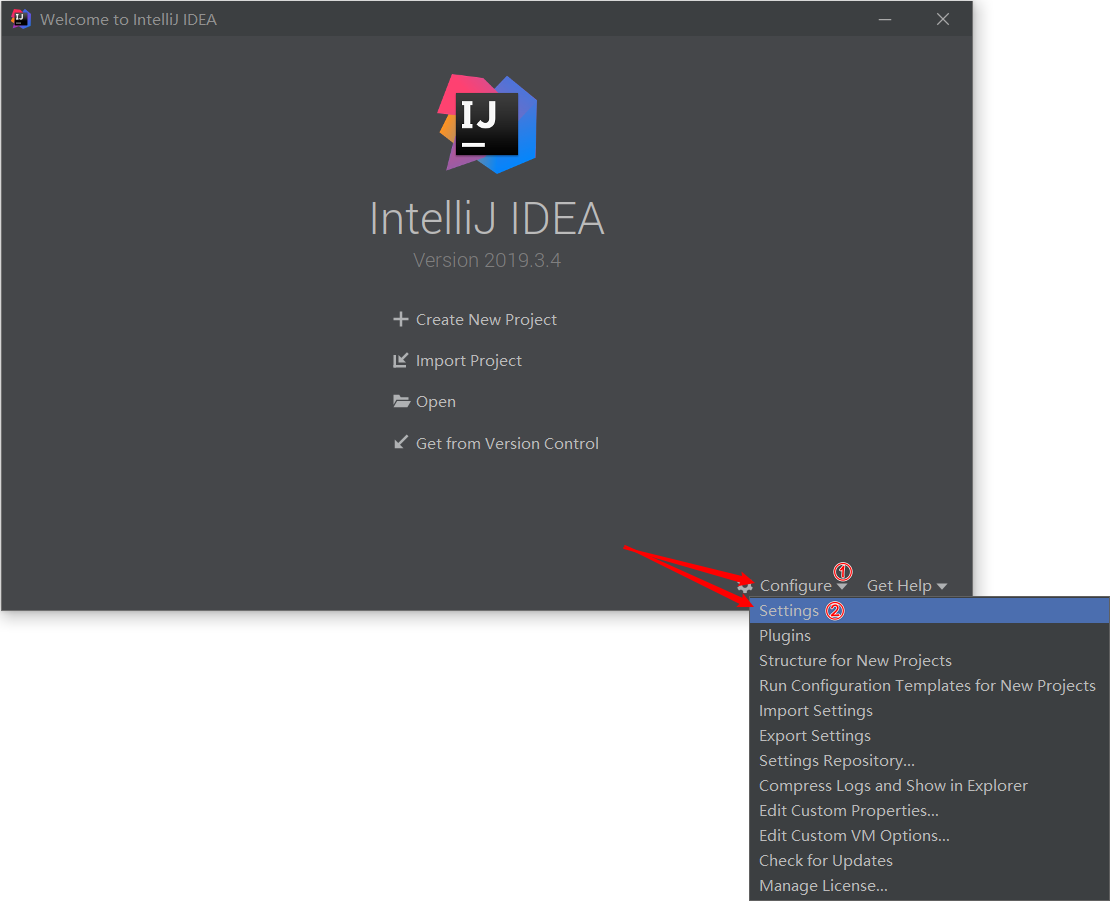 Welcome to IntelliJ IDEA
IJ
IntelliJ IDEA
Version 2019.3.4
Create New Project
Import Project
Open
Get from Version Control
①
Configure
Get Help
Settings ②
Plugins
Structure for New Projects
Run Configuration Templates for New Projects
Import Settings
Export Settings
Settings Repository...
Compress Logs and Show in Explorer
Edit Custom Properties...
Edit Custom VM Options...
Check for Updates
Manage License...